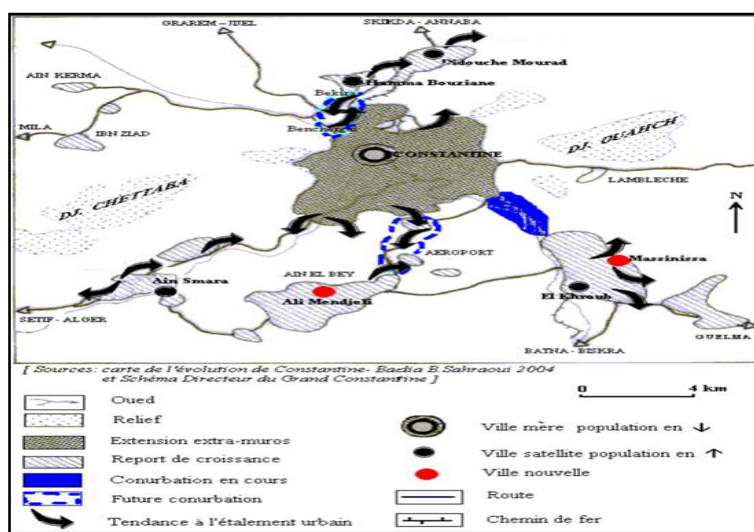 GRAREM – JIJEL
SKIKDA - ANNABA
Didouche Mourad
AIN KERMA
Hamma Bouziane
Bekira
MILA
IBN ZIAD
CONSTANTINE
DJ. OUAHCH
LAMBLECHE
DJ. CHETTABA
N
AEROPORT
Massinissa
AIN EL BEY
Ain Smara
Ali Mendjeli
El Khroub
SETIF - ALGER
GUELMA
BATNA - BISKRA
[ Sources: carte de l'évolution de Constantine- Badia B.Sahraoui 2004
et Schéma Directeur du Grand Constantine ]
0 4 km
Oued
Relief
Extension extra-muros
Report de croissance
Conurbation en cours
Future conurbation
Tendance à l'étalement urbain
Ville mère population en ↓
Ville satellite population en ↑
Ville nouvelle
Route
Chemin de fer